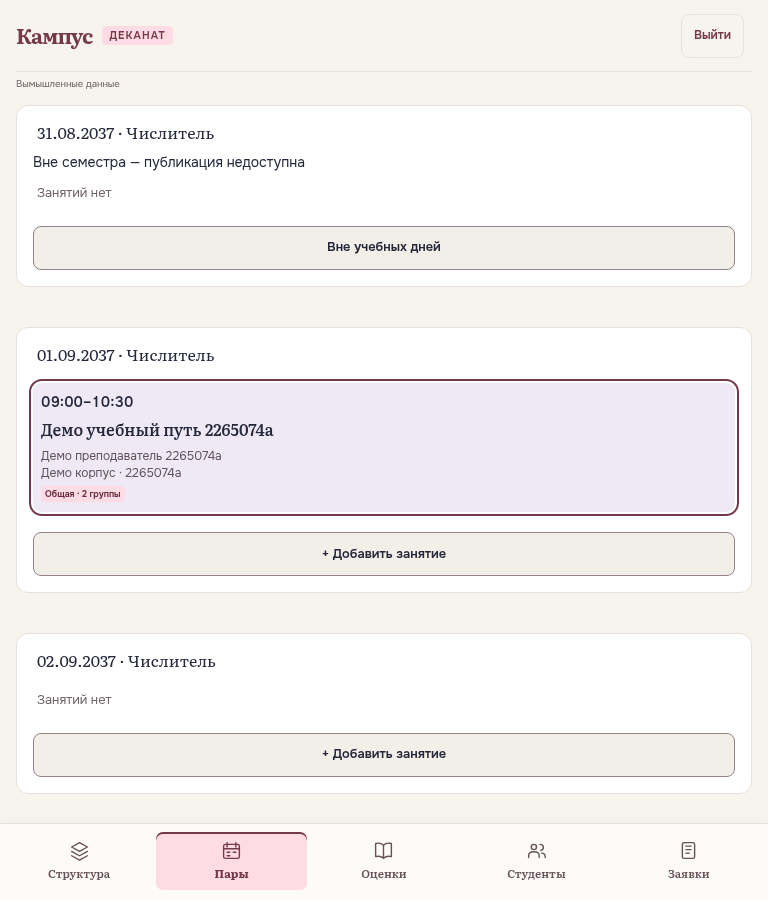 Кампус ДЕКАНАТ
Выйти
Вымышленные данные
31.08.2037 · Числитель
Вне семестра — публикация недоступна
Занятий нет
Вне учебных дней
01.09.2037 · Числитель
09:00–10:30
Демо учебный путь 2265074a
Демо преподаватель 2265074a
Демо корпус · 2265074a
Общая · 2 группы
+ Добавить занятие
02.09.2037 · Числитель
Занятий нет
+ Добавить занятие
Структура
Пары
Оценки
Студенты
Заявки